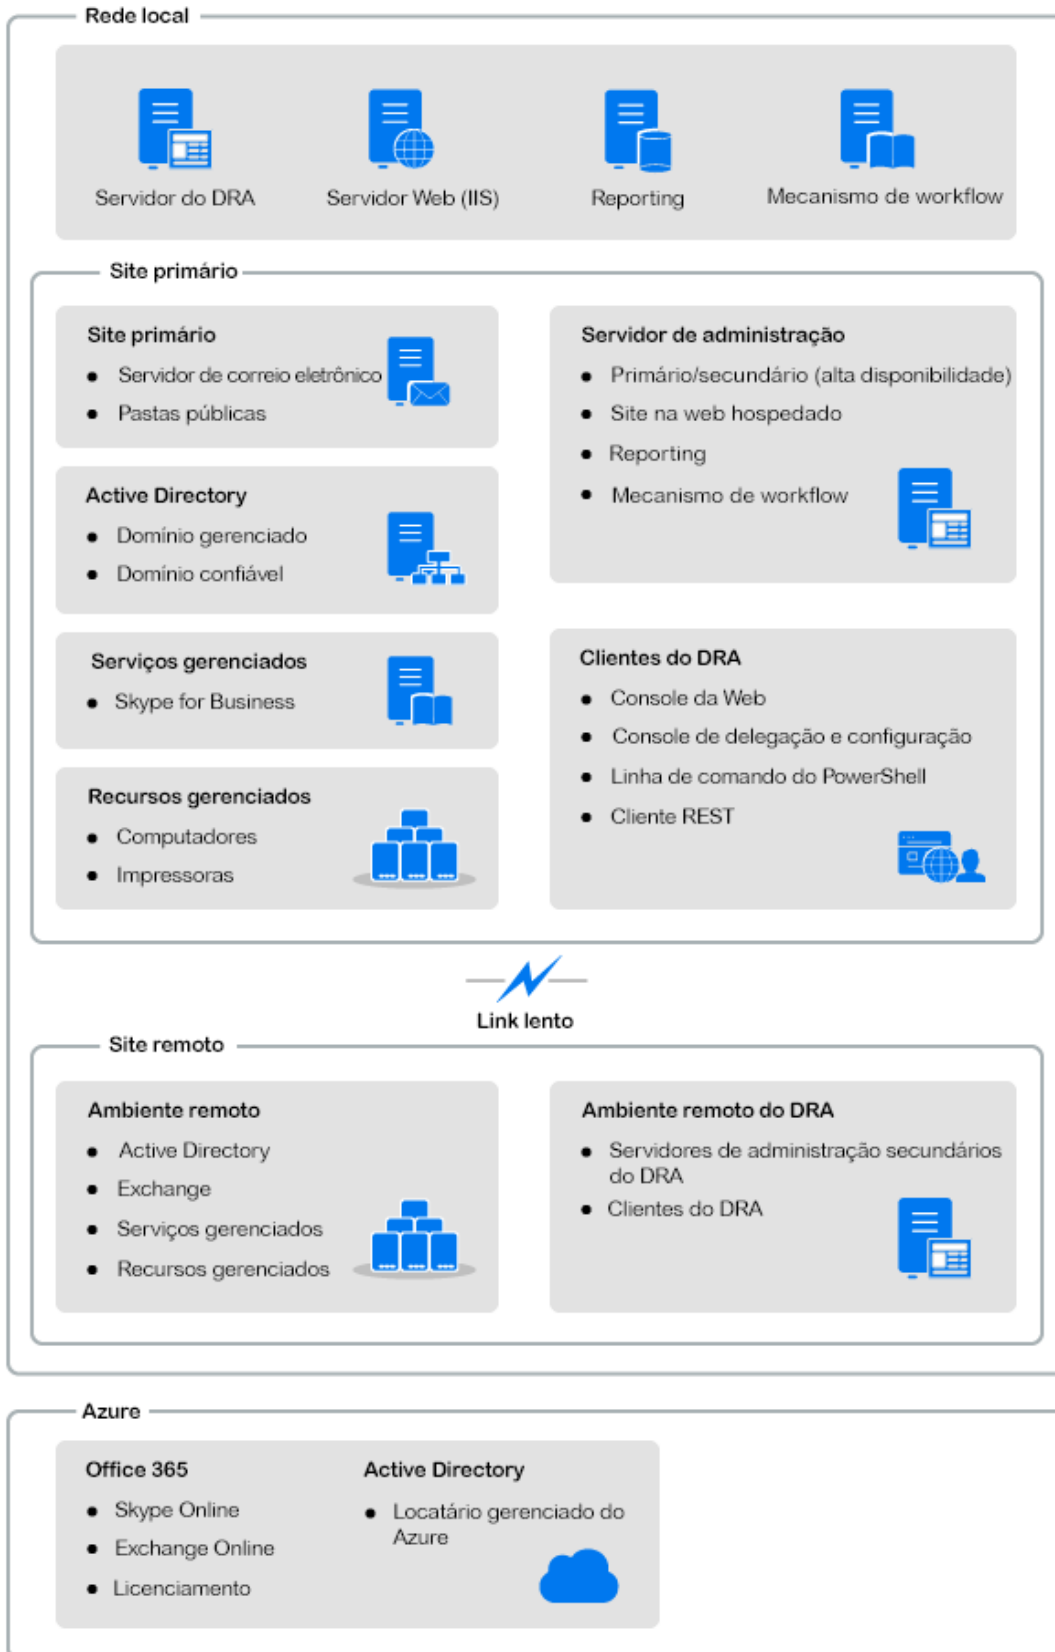 Rede local
Servidor do DRA
Servidor Web (IIS)
Reporting
Mecanismo de workflow
Site primário
Site primário
● Servidor de correio eletrônico
● Pastas públicas
Active Directory
● Domínio gerenciado
● Domínio confiável
Serviços gerenciados
● Skype for Business
Recursos gerenciados
● Computadores
● Impressoras
Servidor de administração
● Primário/secundário (alta disponibilidade)
● Site na web hospedado
● Reporting
● Mecanismo de workflow
Clientes do DRA
● Console da Web
● Console de delegação e configuração
● Linha de comando do PowerShell
● Cliente REST
Link lento
Site remoto
Ambiente remoto
● Active Directory
● Exchange
● Serviços gerenciados
● Recursos gerenciados
Ambiente remoto do DRA
● Servidores de administração secundários
do DRA
● Clientes do DRA
Azure
Office 365
● Skype Online
● Exchange Online
● Licenciamento
Active Directory
● Locatário gerenciado do
Azure